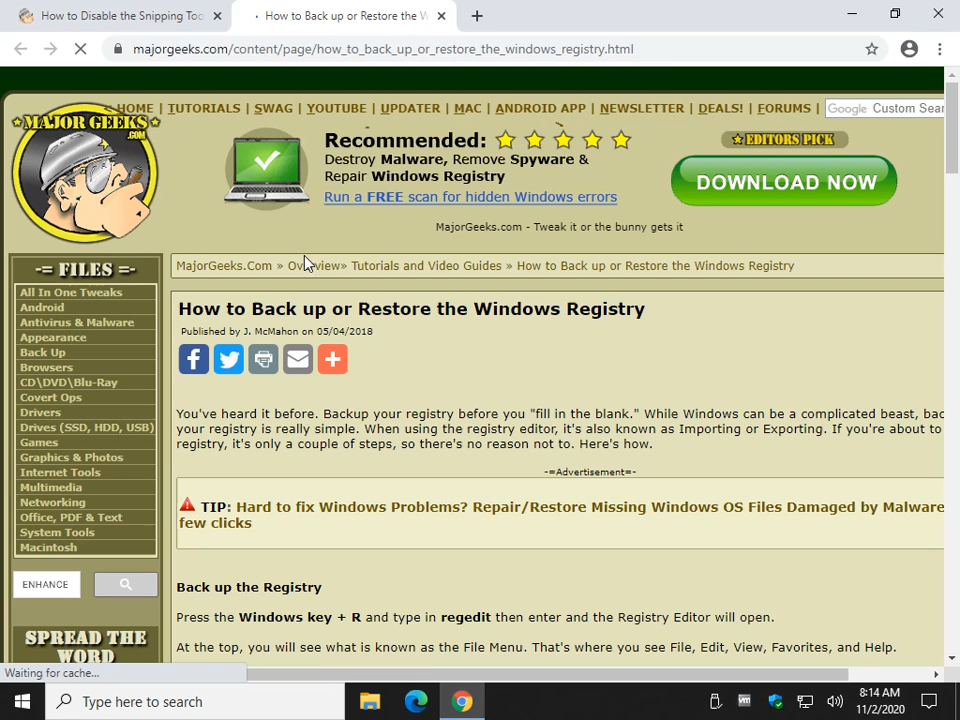 How to Disable the Snipping Too
How to Back up or Restore the W
majorgeeks.com/content/page/how_to_back_up_or_restore_the_windows_registry.html
HOME | TUTORIALS | SWAG | YOUTUBE | UPDATER | MAC | ANDROID APP | NEWSLETTER | DEALS! | FORUMS |
Google Custom Sear
MAJOR GEEKS
.COM
Recommended:
Destroy Malware, Remove Spyware &
Repair Windows Registry
Run a FREE scan for hidden Windows errors
EDITORS PICK
DOWNLOAD NOW
MajorGeeks.com - Tweak it or the bunny gets it
-= FILES =-
All In One Tweaks
Android
Antivirus & Malware
Appearance
Back Up
Browsers
CD\DVD\Blu-Ray
Covert Ops
Drivers
Drives (SSD, HDD, USB)
Games
Graphics & Photos
Internet Tools
Multimedia
Networking
Office, PDF & Text
System Tools
Macintosh
ENHANCE
SPREAD THE
WORD
MajorGeeks.Com » Overview» Tutorials and Video Guides » How to Back up or Restore the Windows Registry
How to Back up or Restore the Windows Registry
Published by J. McMahon on 05/04/2018
You've heard it before. Backup your registry before you "fill in the blank." While Windows can be a complicated beast, bac
your registry is really simple. When using the registry editor, it's also known as Importing or Exporting. If you're about to
registry, it's only a couple of steps, so there's no reason not to. Here's how.
-=Advertisement=-
TIP: Hard to fix Windows Problems? Repair/Restore Missing Windows OS Files Damaged by Malware
few clicks
Back up the Registry
Press the Windows key + R and type in regedit then enter and the Registry Editor will open.
At the top, you will see what is known as the File Menu. That's where you see File, Edit, View, Favorites, and Help.
Waiting for cache...
Type here to search
vm
8:14 AM
11/2/2020